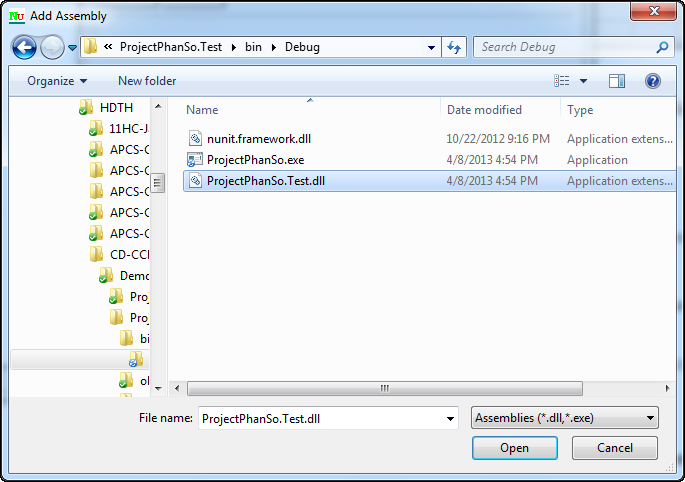 Nu Add Assembly
« ProjectPhanSo.Test bin Debug Search Debug
Organize New folder
HDTH
11HC-J
APCS-C
APCS-C
APCS-C
APCS-C
APCS-C
APCS-C
CD-CCI
Demo
Proj
Proj
bi
ol
Name Date modified Type
nunit.framework.dll 10/22/2012 9:16 PM Application extens...
ProjectPhanSo.exe 4/8/2013 4:54 PM Application
ProjectPhanSo.Test.dll 4/8/2013 4:54 PM Application extens...
File name: ProjectPhanSo.Test.dll Assemblies (*.dll,*.exe)
Open Cancel